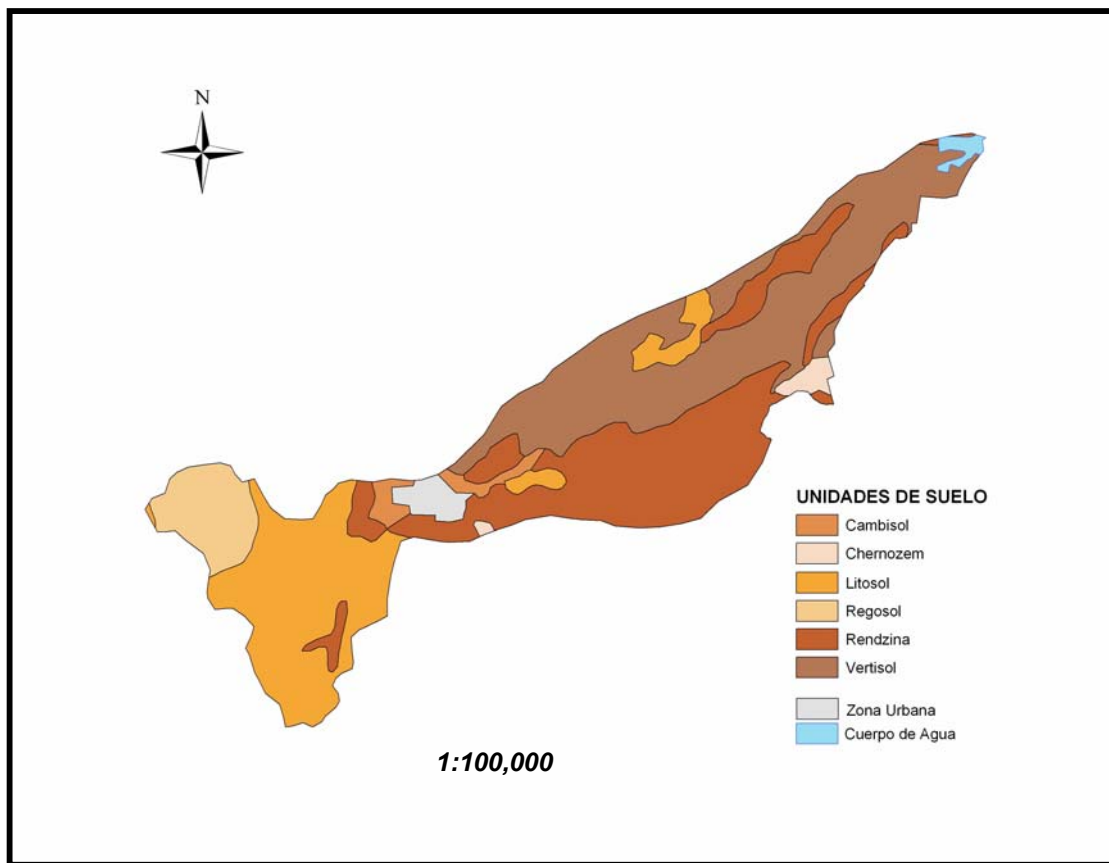 N
UNIDADES DE SUELO
Cambisol
Chernozem
Litosol
Regosol
Rendzina
Vertisol
Zona Urbana
Cuerpo de Agua
1:100,000